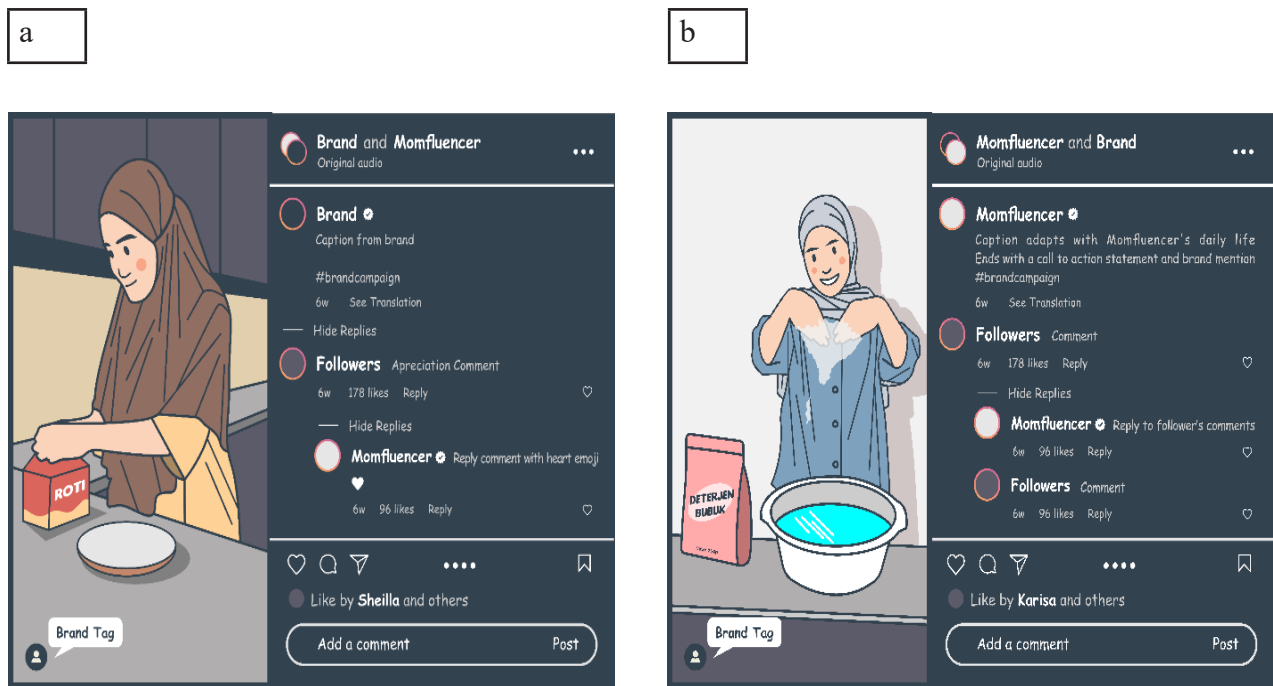 a
Brand and Momfluencer
Original audio
Brand
Caption from brand
#brandcampaign
6w See Translation
Hide Replies
Followers Apreciation Comment
6w 178 likes Reply
Hide Replies
Momfluencer Reply comment with heart emoji
6w 96 likes Reply
Like by Sheilla and others
Add a comment Post
ROTI
Brand Tag
b
Momfluencer and Brand
Original audio
Momfluencer
Caption adapts with Momfluencer's daily life
Ends with a call to action statement and brand mention
#brandcampaign
6w See Translation
Followers Comment
6w 178 likes Reply
Hide Replies
Momfluencer Reply to follower's comments
6w 96 likes Reply
Followers Comment
6w 96 likes Reply
Like by Karisa and others
Add a comment Post
DETERJEN
BUBUK
Brand Tag